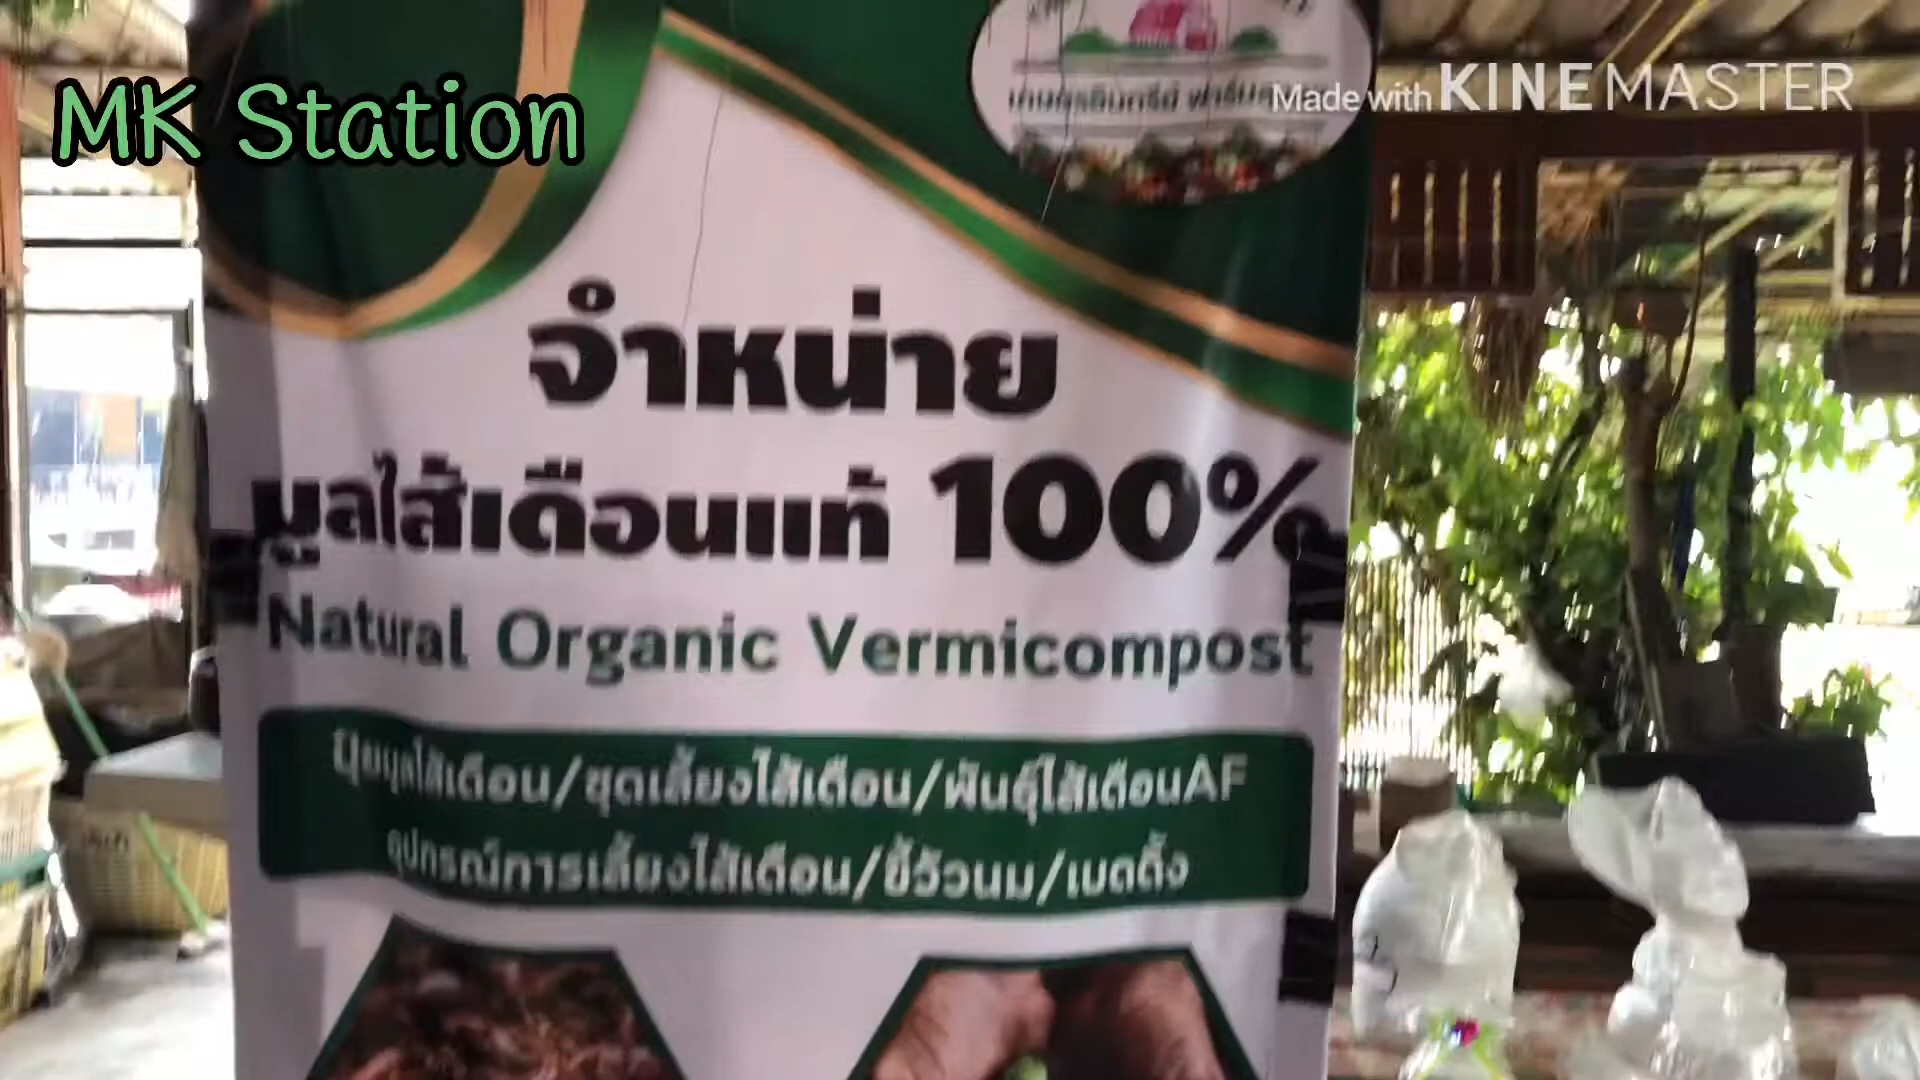 MK Station
Made with KINEMASTER
จำหน่าย
มูลไส้เดือนแท้ 100%
Natural Organic Vermicompost
ปุ๋ยมูลไส้เดือน/ชุดเลี้ยงไส้เดือน/พันธุ์ไส้เดือนAF
อุปกรณ์การเลี้ยงไส้เดือน/ขี้วัวนม/เบดดิ้ง